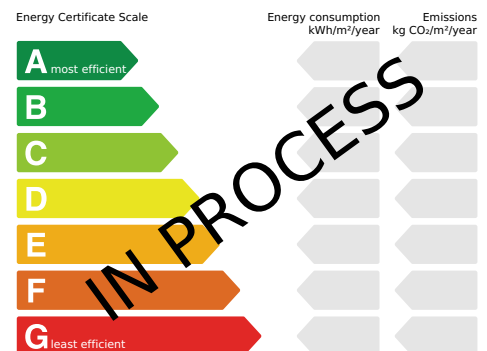 Energy Certificate Scale
Energy consumption
kWh/m²/year
Emissions
kg CO₂/m²/year
A most efficient
B
C
D
E
F
G least efficient
IN PROCESS